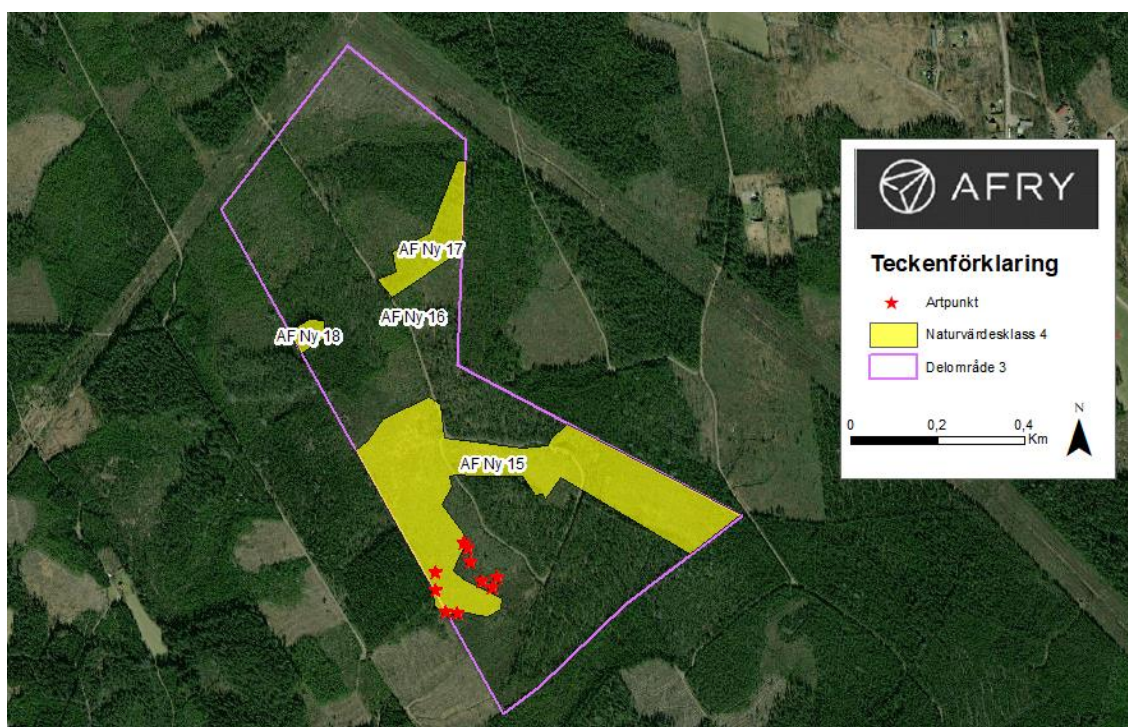 AF Ny 17
AF Ny 16
AF Ny 18
AF Ny 15
AFRY
Teckenförklaring
Artpunkt
Naturvärdesklass 4
Delområde 3
N
0 0,2 0,4
Km